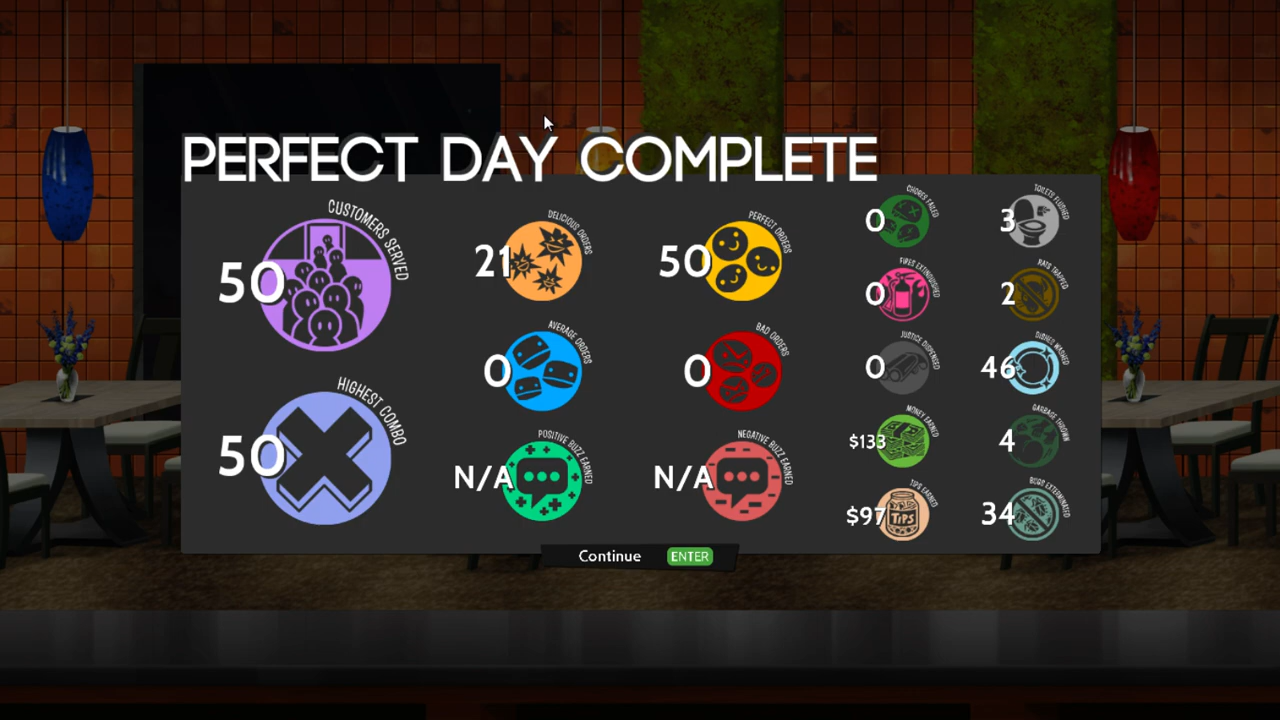 PERFECT DAY COMPLETE
50
CUSTOMERS SERVED
50
HIGHEST COMBO
21
DELICIOUS ORDERS
50
PERFECT ORDERS
0
AVERAGE ORDERS
0
BAD ORDERS
N/A
POSITIVE BUZZ EARNED
N/A
NEGATIVE BUZZ EARNED
0
CHORES FAILED
3
TOILETS FLUSHED
0
FIRES EXTINGUISHED
2
RATS TRAPPED
0
JUSTICE DISPENSED
46
DISHES WASHED
$133
MONEY EARNED
4
GARBAGE THROWN
$97
TIPS EARNED
TIPS
34
BUGS EXTERMINATED
Continue ENTER